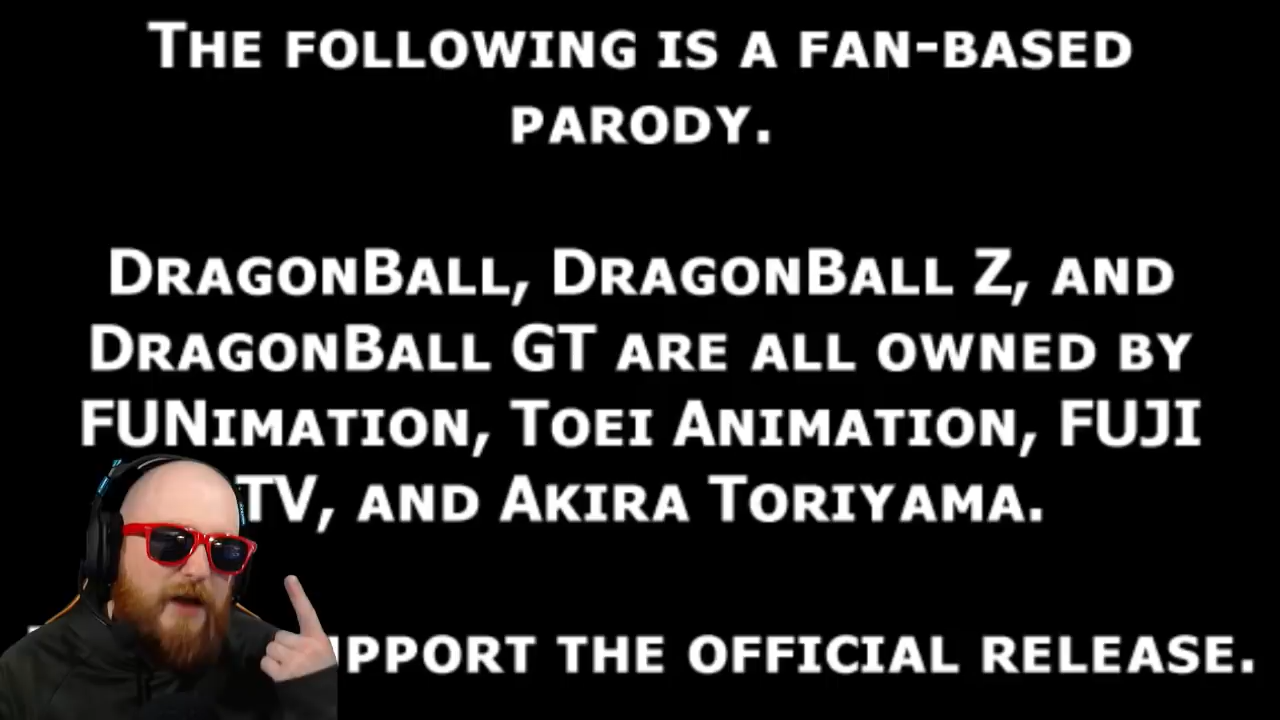 THE FOLLOWING IS A FAN-BASED
PARODY.
DRAGONBALL, DRAGONBALL Z, AND
DRAGONBALL GT ARE ALL OWNED BY
FUNIMATION, TOEI ANIMATION, FUJI
TV, AND AKIRA TORIYAMA.
THE OFFICIAL RELEASE.